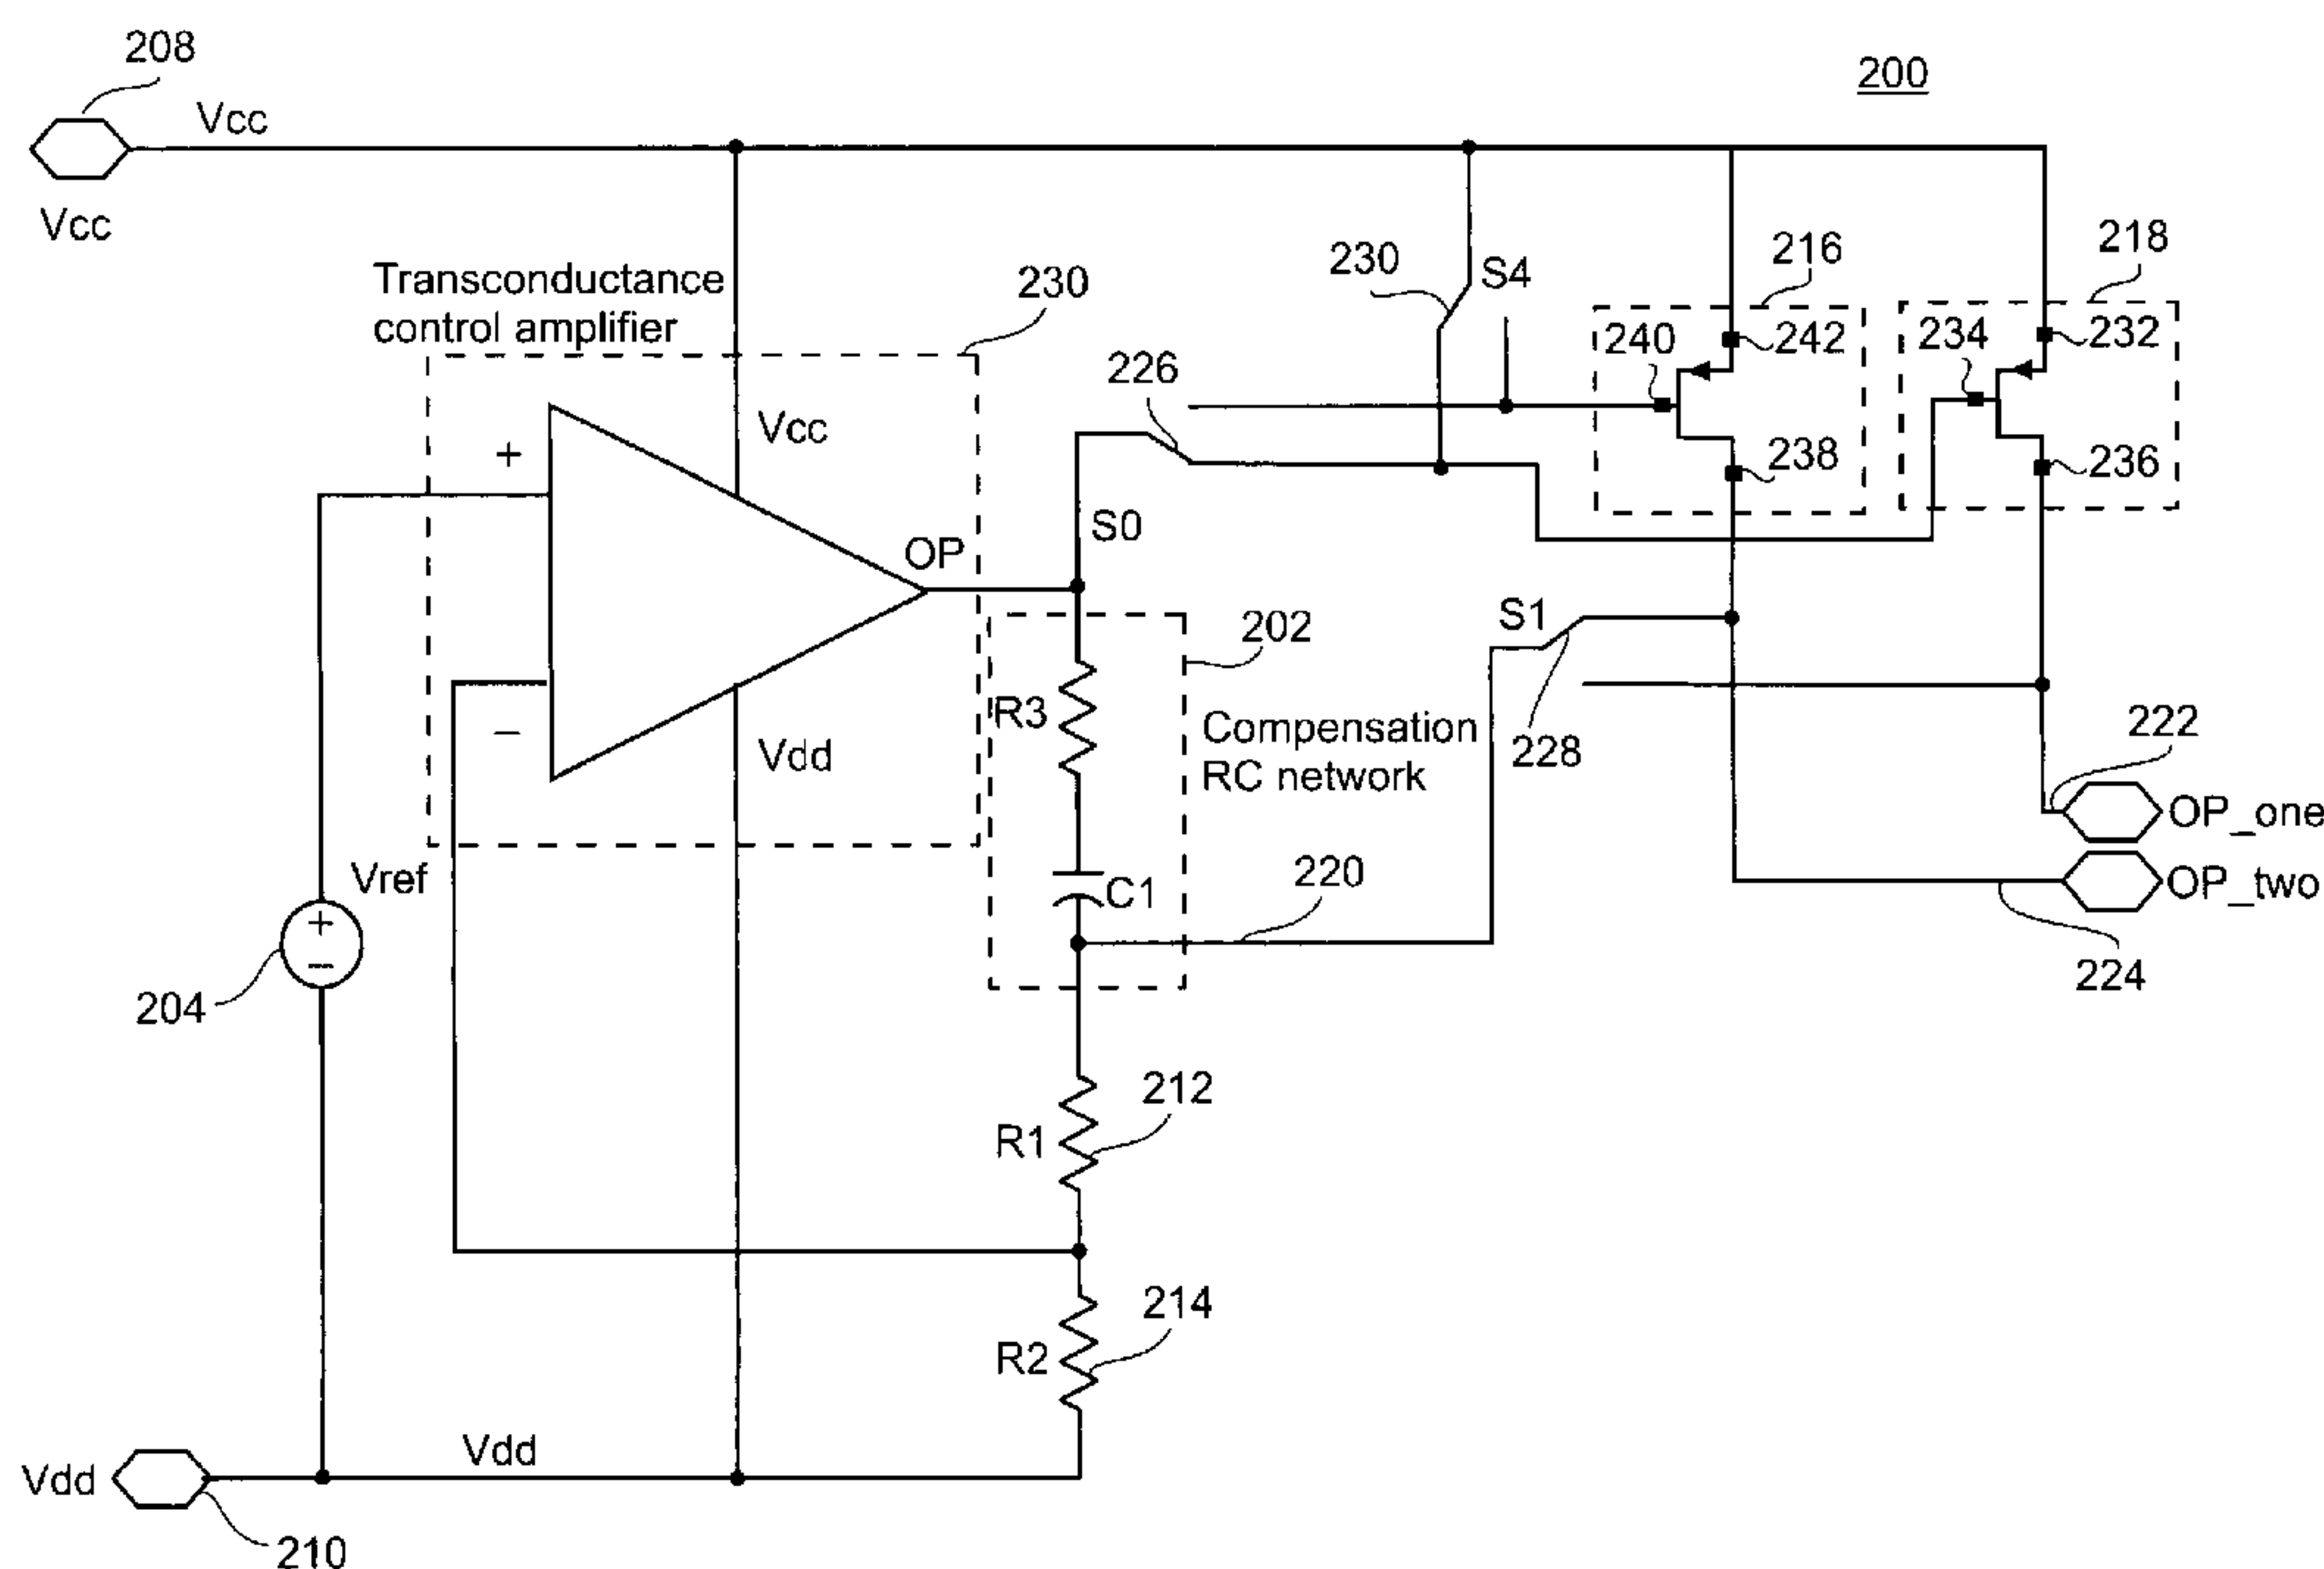 208
Vcc
200
Vcc
Transconductance
control amplifier
230
230
S4
216
218
240
242
234
232
226
+
Vcc
238
236
OP
S0
S1
202
R3
–
Vdd
Compensation
RC network
228
222
OP_one
Vref
C1
220
OP_two
+
–
204
224
R1
212
R2
214
Vdd
Vdd
210